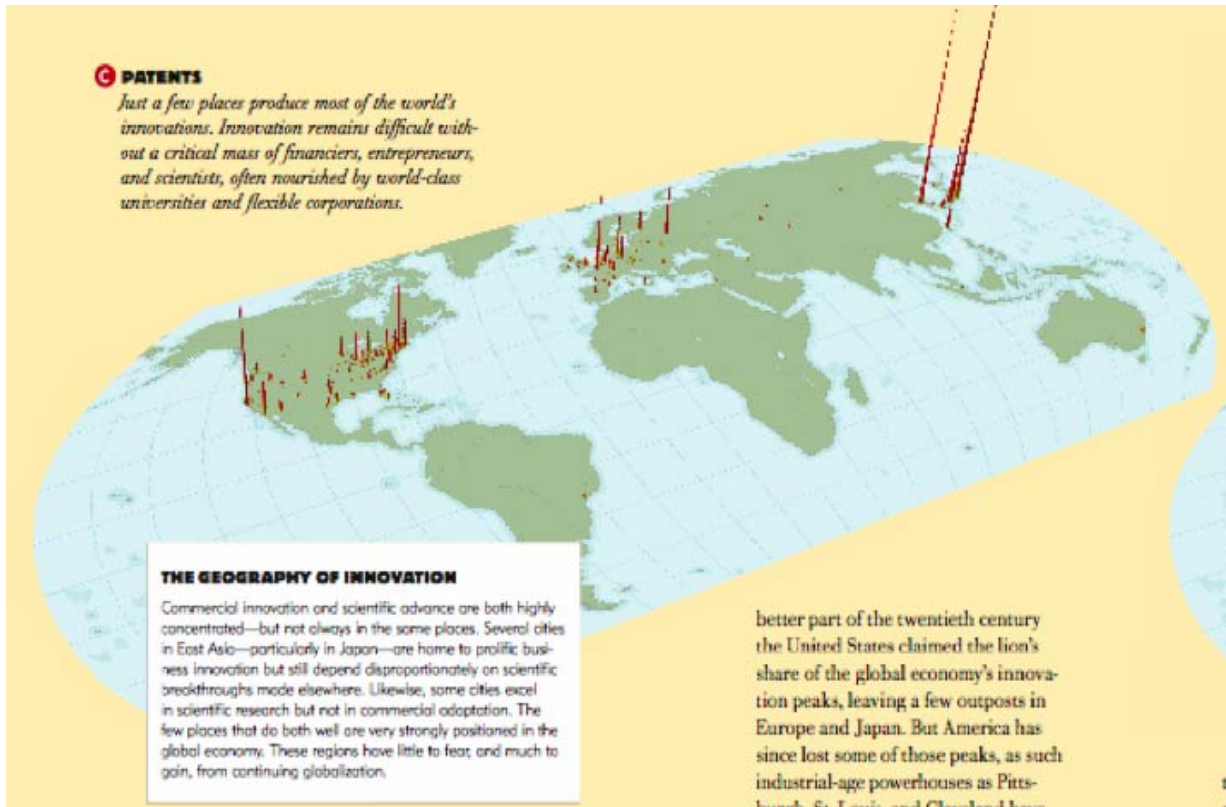 C PATENTS
Just a few places produce most of the world's
innovations. Innovation remains difficult with-
out a critical mass of financiers, entrepreneurs,
and scientists, often nourished by world-class
universities and flexible corporations.
THE GEOGRAPHY OF INNOVATION
Commercial innovation and scientific advance are both highly
concentrated—but not always in the same places. Several cities
in East Asia—particularly in Japan—are home to prolific busi-
ness innovation but still depend disproportionately on scientific
breakthroughs made elsewhere. Likewise, some cities excel
in scientific research but not in commercial adaptation. The
few places that do both well are very strongly positioned in the
global economy. These regions have little to fear, and much to
gain, from continuing globalization.
better part of the twentieth century
the United States claimed the lion's
share of the global economy's innova-
tion peaks, leaving a few outposts in
Europe and Japan. But America has
since lost some of those peaks, as such
industrial-age powerhouses as Pitts-
burgh, St. Louis, and Cleveland have